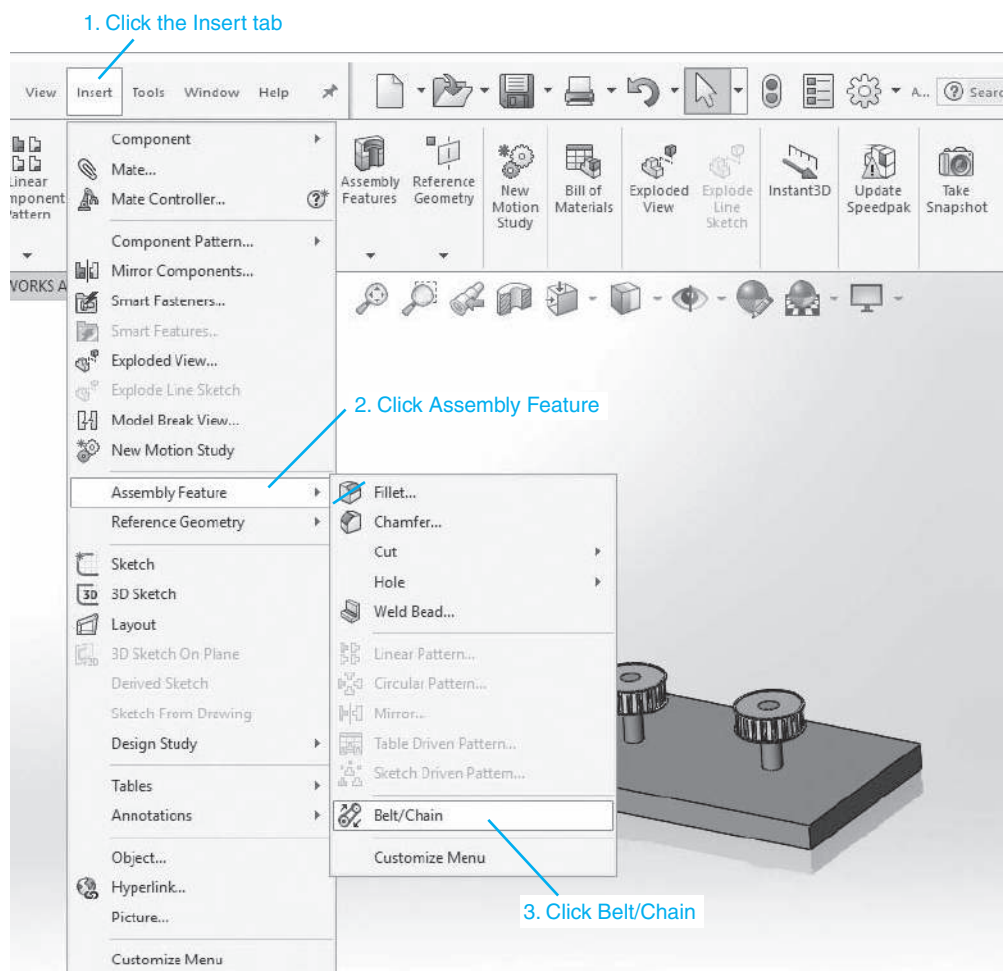 1. Click the Insert tab
View Insert Tools Window Help A... Searc
Linear
mponent
Pattern
Assembly
Features
Reference
Geometry
New
Motion
Study
Bill of
Materials
Exploded
View
Explode
Line
Sketch
Instant3D
Update
Speedpak
Take
Snapshot
WORKS A
Component
Mate...
Mate Controller...
Component Pattern...
Mirror Components...
Smart Fasteners...
Smart Features...
Exploded View...
Explode Line Sketch
Model Break View...
New Motion Study
2. Click Assembly Feature
Assembly Feature
Reference Geometry
Sketch
3D Sketch
Layout
3D Sketch On Plane
Derived Sketch
Sketch From Drawing
Design Study
Tables
Annotations
Object...
Hyperlink...
Picture...
Customize Menu
Fillet...
Chamfer...
Cut
Hole
Weld Bead...
Linear Pattern...
Circular Pattern...
Mirror...
Table Driven Pattern...
Sketch Driven Pattern...
Belt/Chain
Customize Menu
3. Click Belt/Chain